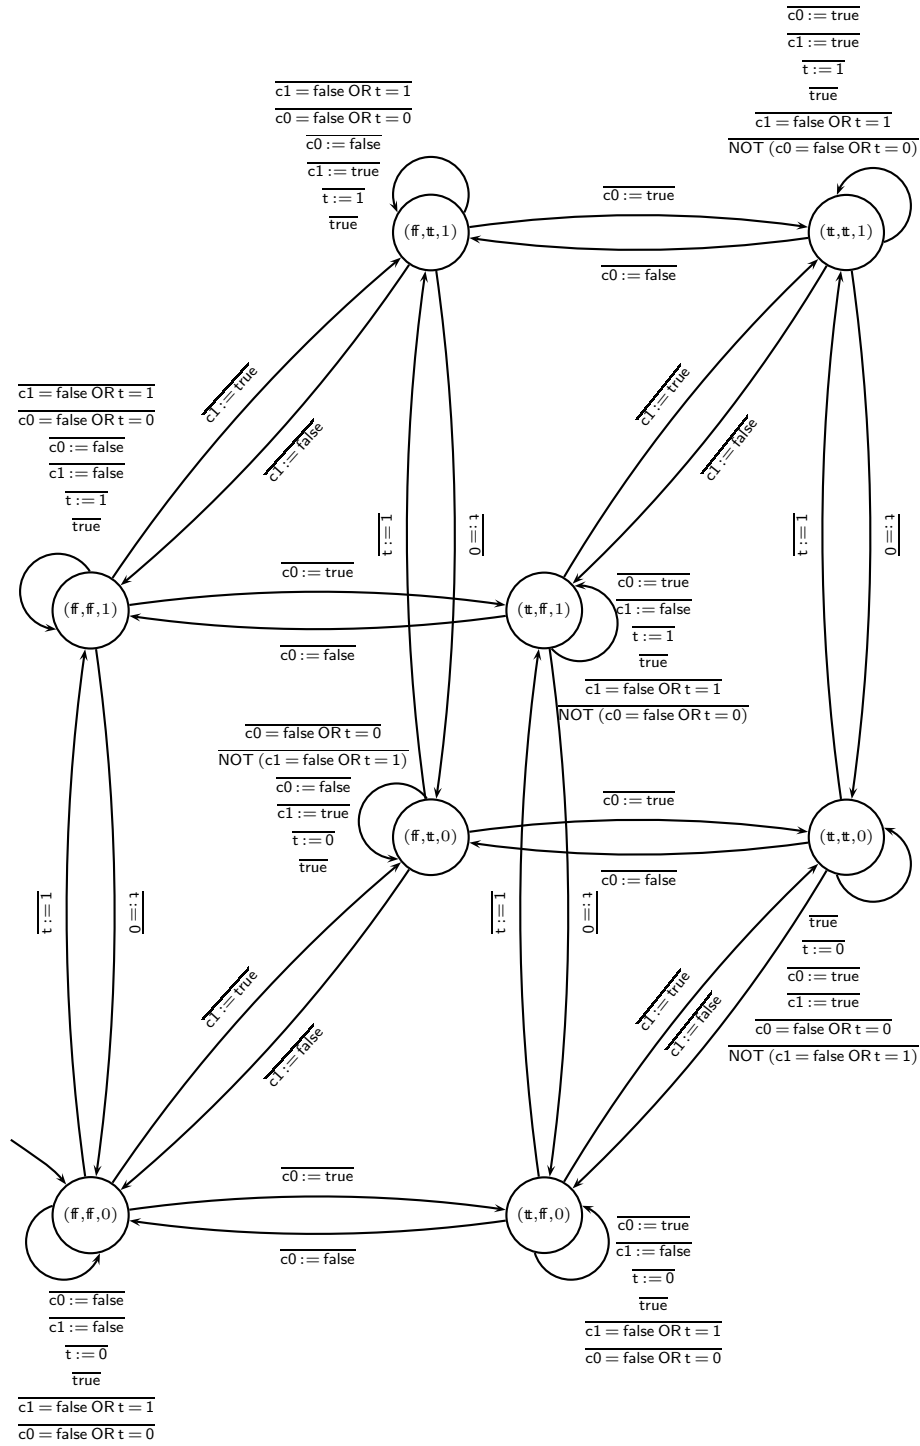 c0 := true
c1 := true
t := 1
true
c1 = false OR t = 1
NOT (c0 = false OR t = 0)
c1 = false OR t = 1
c0 = false OR t = 0
c0 := false
c1 := true
t := 1
true
(ff,tt,1)
c0 := true
c0 := false
(tt,tt,1)
c1 := true
c1 := false
c1 := true
c1 := false
c1 = false OR t = 1
c0 = false OR t = 0
c0 := false
c1 := false
t := 1
true
t := 1
t := 0
t := 1
t := 0
(ff,ff,1)
c0 := true
c0 := false
(tt,ff,1)
c0 := true
c1 := false
t := 1
true
c1 = false OR t = 1
NOT (c0 = false OR t = 0)
c0 = false OR t = 0
NOT (c1 = false OR t = 1)
c0 := false
c1 := true
t := 0
true
(ff,tt,0)
c0 := true
c0 := false
(tt,tt,0)
t := 1
t := 0
t := 1
t := 0
true
t := 0
c0 := true
c1 := true
c0 = false OR t = 0
NOT (c1 = false OR t = 1)
c1 := true
c1 := false
c1 := true
c1 := false
(ff,ff,0)
c0 := true
c0 := false
(tt,ff,0)
c0 := true
c1 := false
t := 0
true
c1 = false OR t = 1
c0 = false OR t = 0
c0 := false
c1 := false
t := 0
true
c1 = false OR t = 1
c0 = false OR t = 0